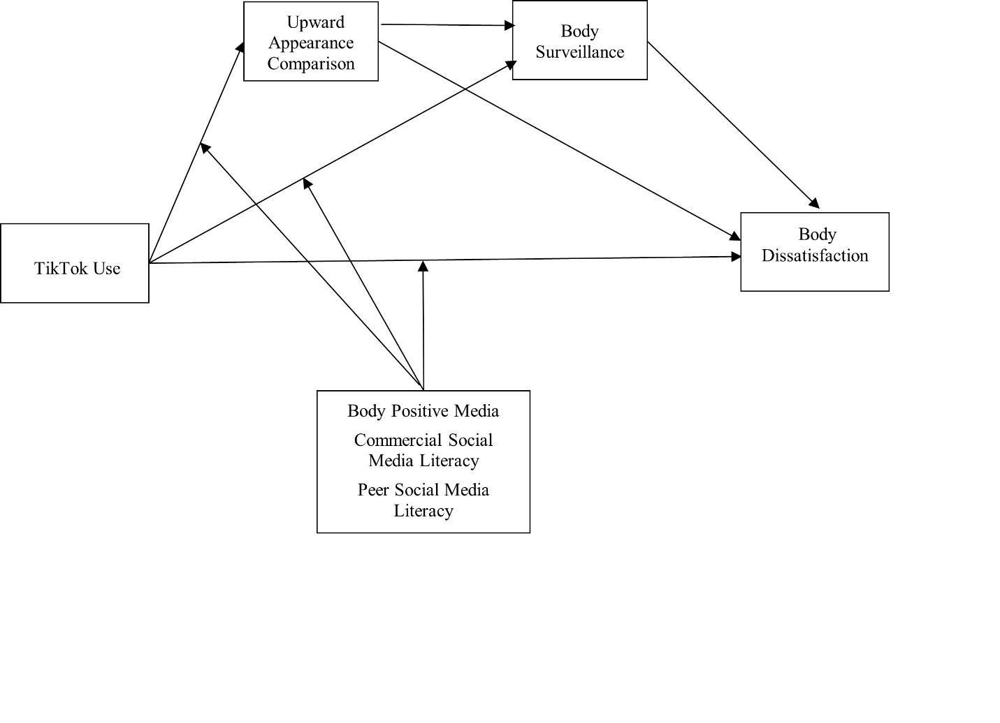 Upward
Appearance
Comparison
Body
Surveillance
TikTok Use
Body
Dissatisfaction
Body Positive Media
Commercial Social
Media Literacy
Peer Social Media
Literacy